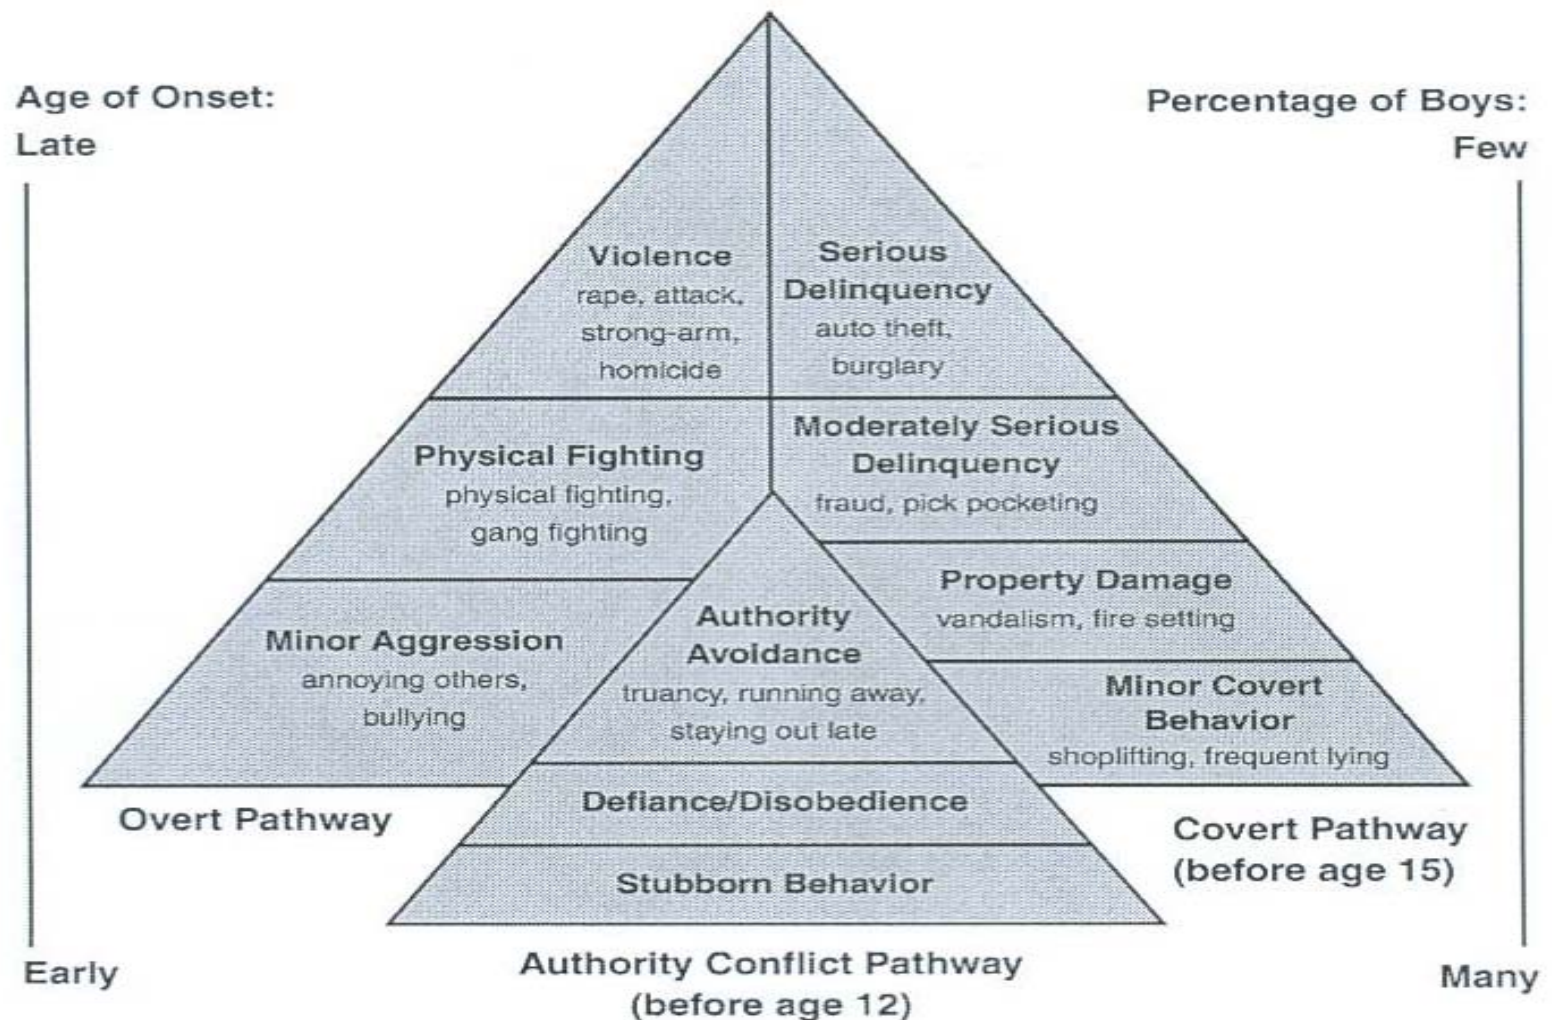 Age of Onset:
Late
Percentage of Boys:
Few
Violence
rape, attack,
strong-arm,
homicide
Serious
Delinquency
auto theft,
burglary
Physical Fighting
physical fighting,
gang fighting
Moderately Serious
Delinquency
fraud, pick pocketing
Minor Aggression
annoying others,
bullying
Authority
Avoidance
truancy, running away,
staying out late
Property Damage
vandalism, fire setting
Minor Covert
Behavior
shoplifting, frequent lying
Defiance/Disobedience
Stubborn Behavior
Overt Pathway
Covert Pathway
(before age 15)
Early
Authority Conflict Pathway
(before age 12)
Many